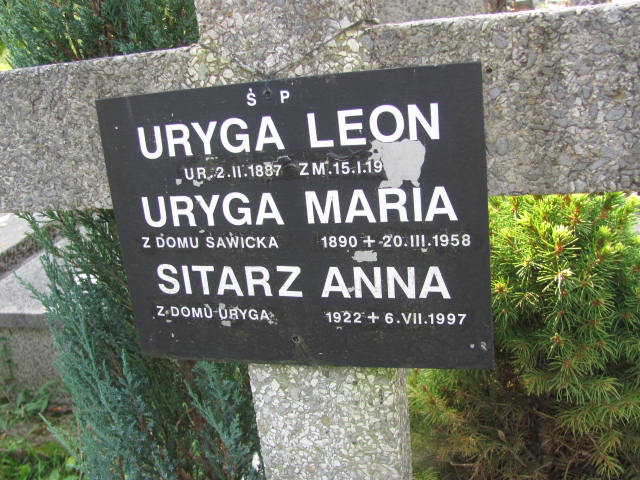 Ś P
URYGA LEON
UR. 2.II.1887 ZM.15.I.19
URYGA MARIA
Z DOMU SAWICKA 1890 + 20.III.1958
SITARZ ANNA
Z DOMU URYGA 1922 + 6.VII.1997